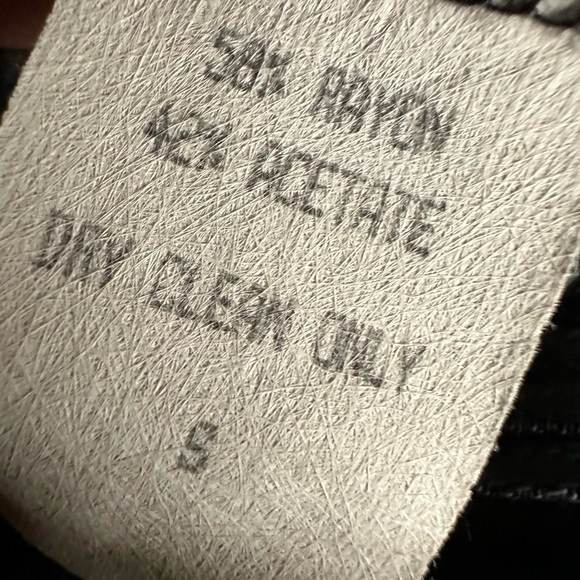 58% RAYON
42% ACETATE
DRY CLEAN ONLY
S